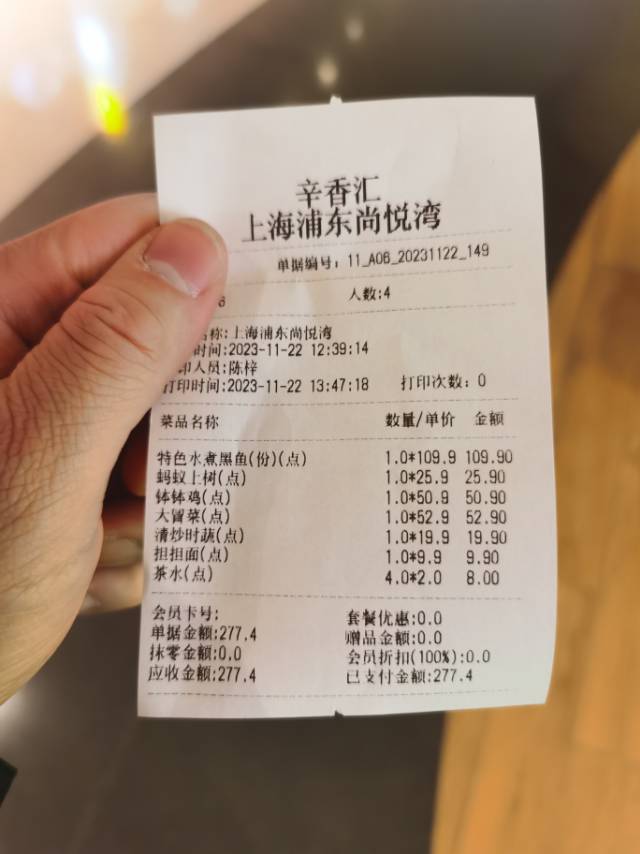 辛香汇
上海浦东尚悦湾
单据编号: 11_A06_20231122_149
6 人数:4
名称:上海浦东尚悦湾
时间:2023-11-22 12:39:14
印人员:陈梓
打印时间:2023-11-22 13:47:18 打印次数: 0
菜品名称 数量/单价 金额
特色水煮黑鱼(份)(点) 1.0*109.9 109.90
蚂蚁上树(点) 1.0*25.9 25.90
钵钵鸡(点) 1.0*50.9 50.90
大冒菜(点) 1.0*52.9 52.90
清炒时蔬(点) 1.0*19.9 19.90
担担面(点) 1.0*9.9 9.90
茶水(点) 4.0*2.0 8.00
会员卡号: 套餐优惠:0.0
单据金额:277.4 赠品金额:0.0
抹零金额:0.0 会员折扣(100%):0.0
应收金额:277.4 已支付金额:277.4